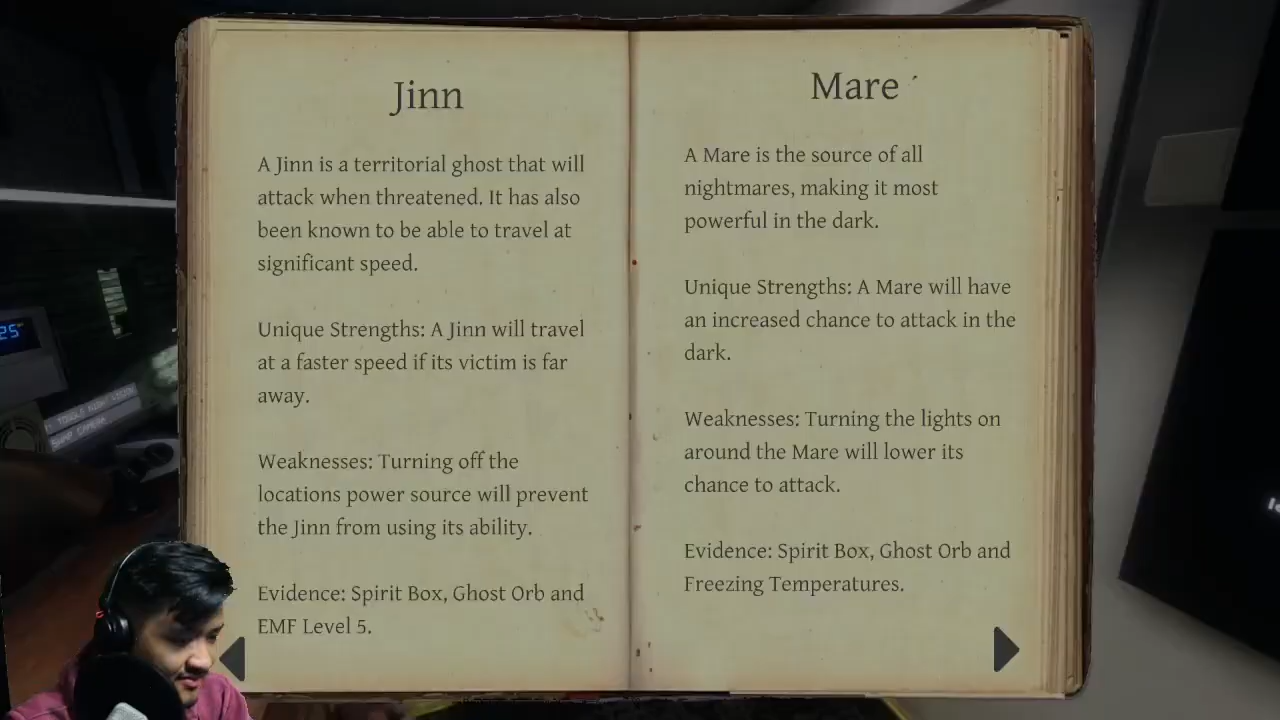 Jinn
A Jinn is a territorial ghost that will
attack when threatened. It has also
been known to be able to travel at
significant speed.
Unique Strengths: A Jinn will travel
at a faster speed if its victim is far
away.
Weaknesses: Turning off the
locations power source will prevent
the Jinn from using its ability.
Evidence: Spirit Box, Ghost Orb and
EMF Level 5.
Mare
A Mare is the source of all
nightmares, making it most
powerful in the dark.
Unique Strengths: A Mare will have
an increased chance to attack in the
dark.
Weaknesses: Turning the lights on
around the Mare will lower its
chance to attack.
Evidence: Spirit Box, Ghost Orb and
Freezing Temperatures.
25